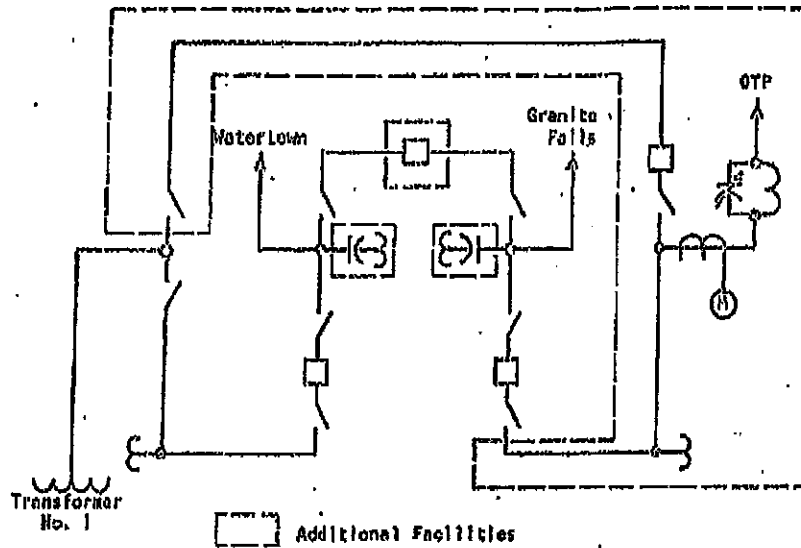 OTP
Watertown
Granite
Falls
M
Transformer
No. 1
Additional Facilities